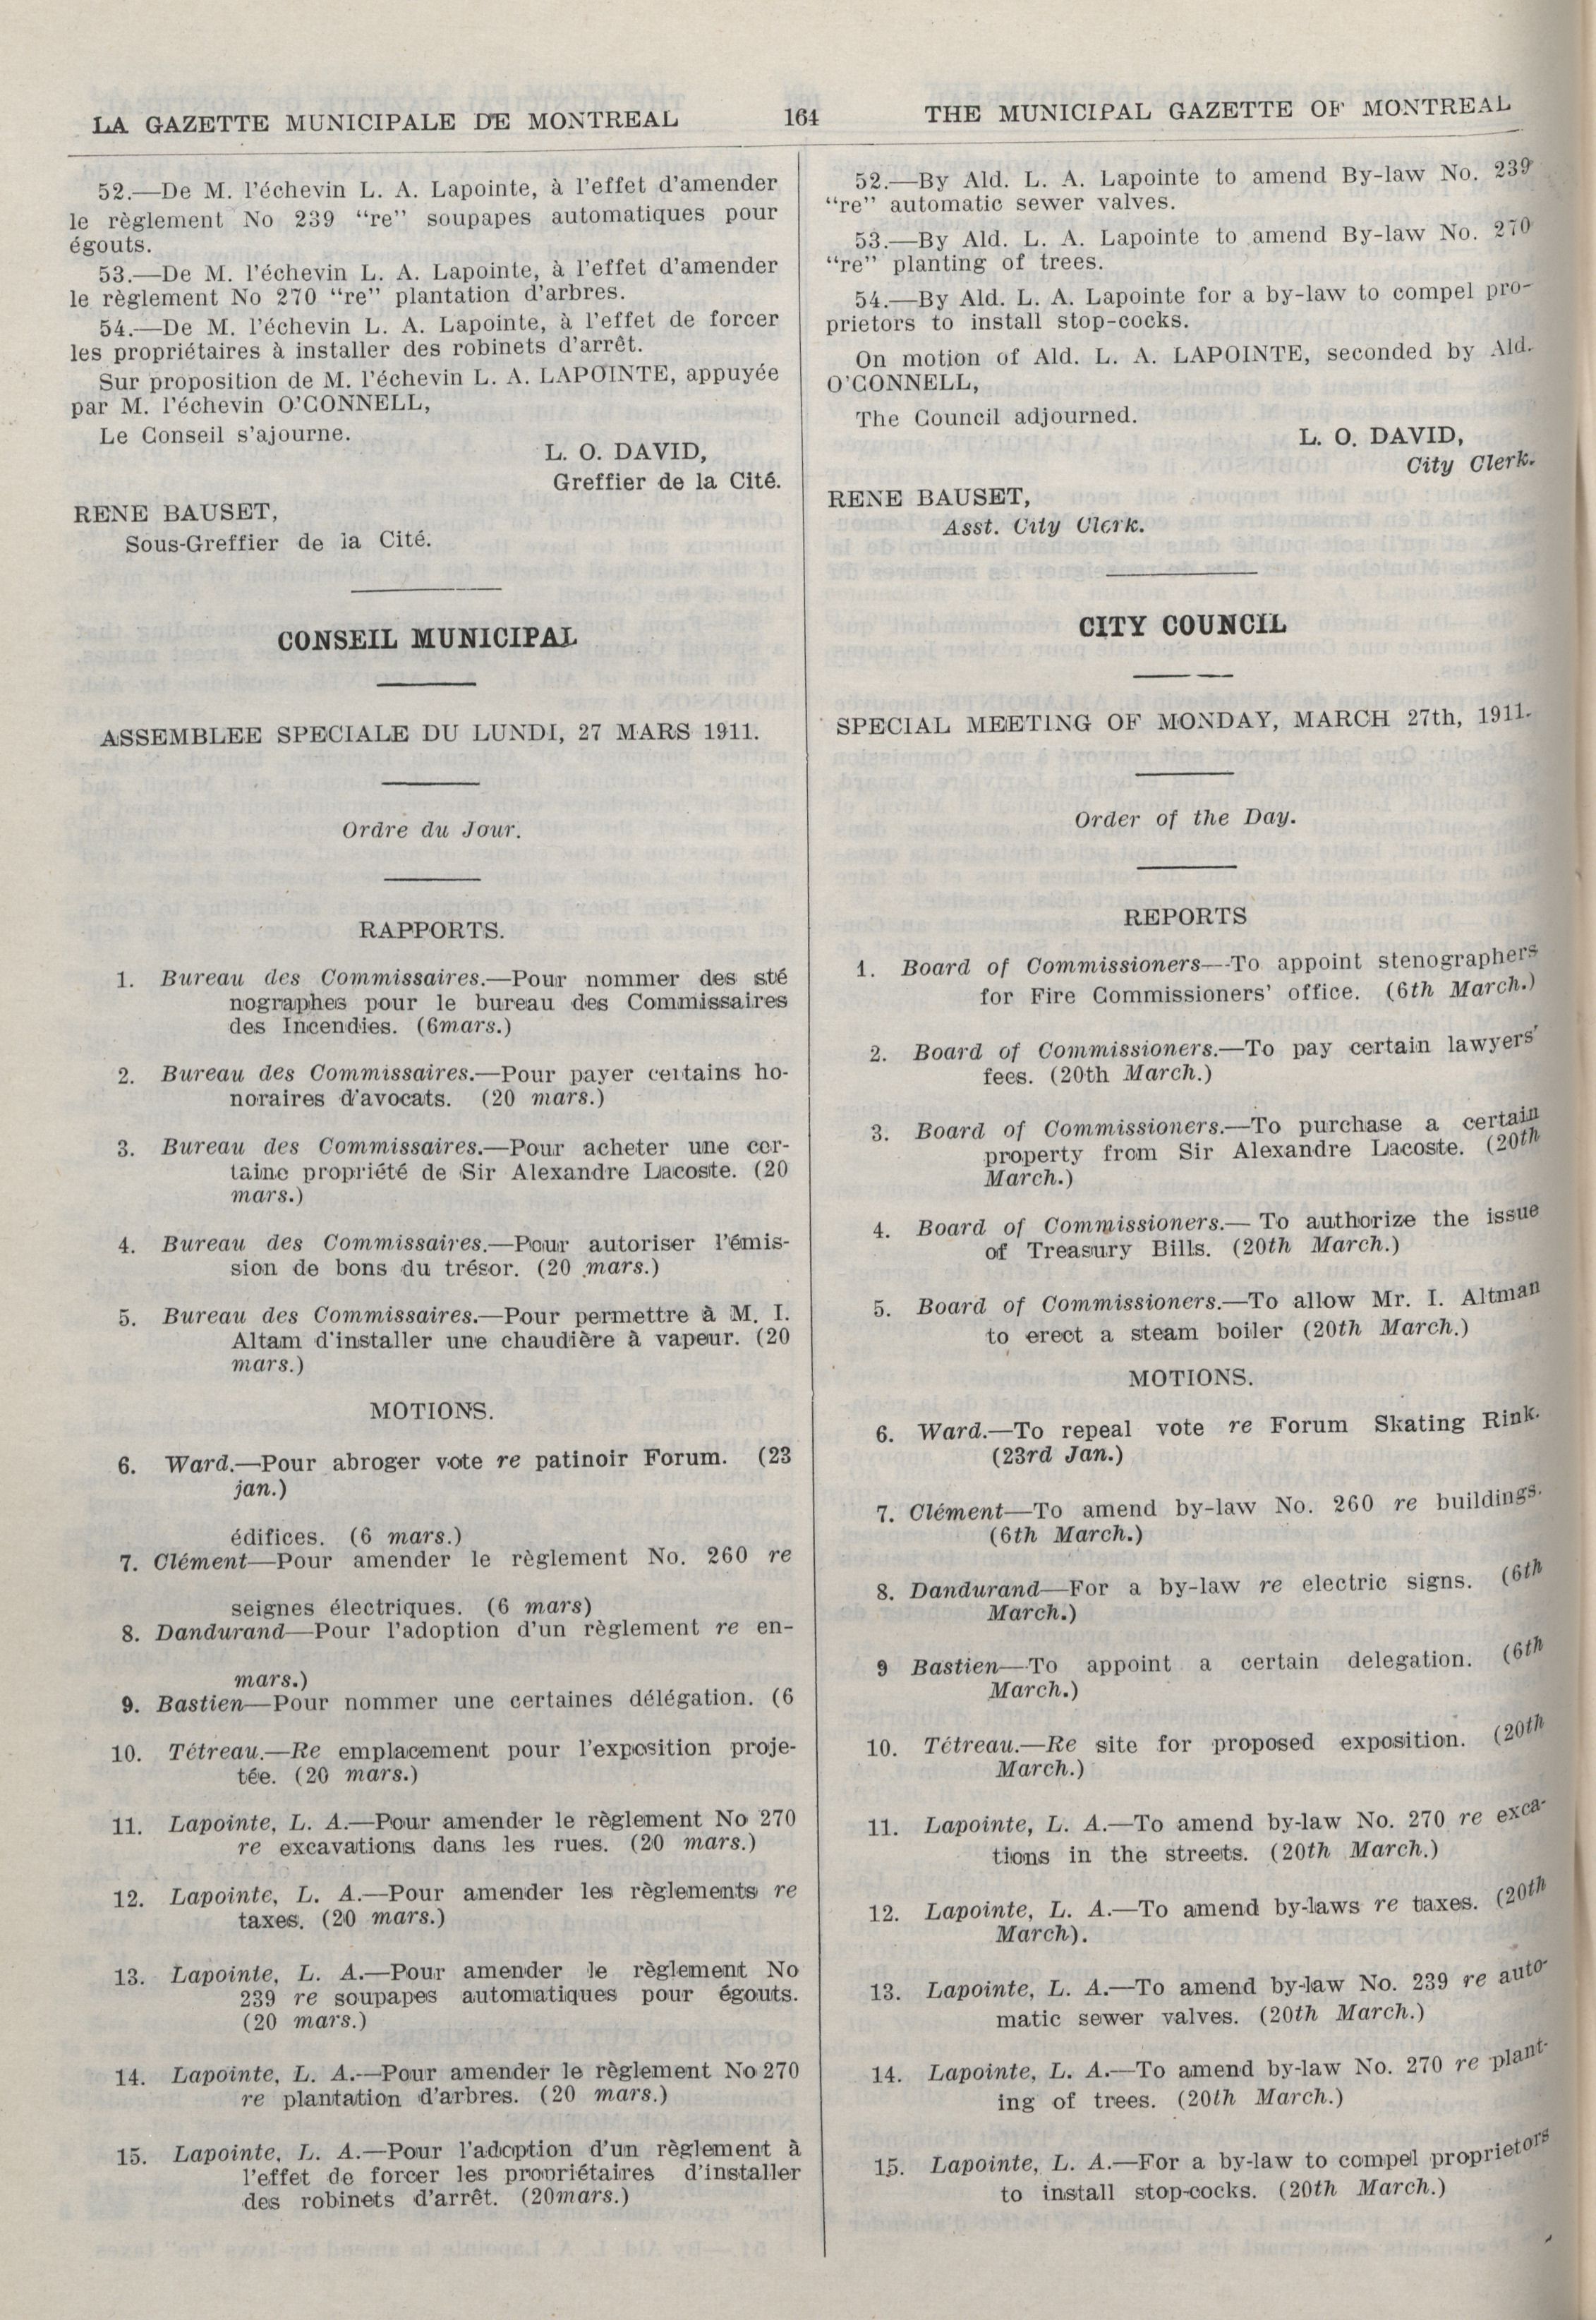 LA GAZETTE MUNICIPALE DE MONTREAL
164
THE MUNICIPAL GAZETTE OF MONTREAL
52.—De M. l'échevin L. A. Lapointe, à l'effet d'amender
le règlement No 239 "re" soupapes automatiques pour
égouts.
53.—De M. l'échevin L. A. Lapointe, à l'effet d'amender
le règlement No 270 "re" plantation d'arbres.
54.—De M. l'échevin L. A. Lapointe, à l'effet de forcer
les propriétaires à installer des robinets d'arrêt.
Sur proposition de M. l'échevin L. A. LAPOINTE, appuyée
par M. l'échevin O'CONNELL,
Le Conseil s'ajourne.
L. O. DAVID,
Greffier de la Cité.
RENE BAUSET,
Sous-Greffier de la Cité.
CONSEIL MUNICIPAL
ASSEMBLEE SPECIALE DU LUNDI, 27 MARS 1911.
Ordre du Jour.
RAPPORTS.
1. Bureau des Commissaires.—Pour nommer des sté
nographes pour le bureau des Commissaires
des Incendies. (6mars.)
2. Bureau des Commissaires.—Pour payer certains ho-
noraires d'avocats. (20 mars.)
3. Bureau des Commissaires.—Pour acheter une cer-
taine propriété de Sir Alexandre Lacoste. (20
mars.)
4. Bureau des Commissaires.—Pour autoriser l'émis-
sion de bons du trésor. (20 mars.)
5. Bureau des Commissaires.—Pour permettre à M. I.
Altam d'installer une chaudière à vapeur. (20
mars.)
MOTIONS.
6. Ward.—Pour abroger vote re patinoir Forum. (23
jan.)
édifices. (6 mars.)
7. Clément—Pour amender le règlement No. 260 re
seignes électriques. (6 mars)
8. Dandurand—Pour l'adoption d'un règlement re en-
mars.)
9. Bastien—Pour nommer une certaines délégation. (6
10. Tétreau.—Re emplacement pour l'exposition proje-
tée. (20 mars.)
11. Lapointe, L. A.—Pour amender le règlement No 270
re excavations dans les rues. (20 mars.)
12. Lapointe, L. A.—Pour amender les règlements re
taxes. (20 mars.)
13. Lapointe, L. A.—Pour amender le règlement No
239 re soupapes automatiques pour égouts.
(20 mars.)
14. Lapointe, L. A.—Pour amender le règlement No 270
re plantation d'arbres. (20 mars.)
15. Lapointe, L. A.—Pour l'adoption d'un règlement à
l'effet de forcer les propriétaires d'installer
des robinets d'arrêt. (20mars.)
52.—By Ald. L. A. Lapointe to amend By-law No. 239
"re" automatic sewer valves.
53.—By Ald. L. A. Lapointe to amend By-law No. 270
"re" planting of trees.
54.—By Ald. L. A. Lapointe for a by-law to compel pro-
prietors to install stop-cocks.
On motion of Ald. L. A. LAPOINTE, seconded by Ald.
O'CONNELL,
The Council adjourned.
L. O. DAVID,
City Clerk.
RENE BAUSET,
Asst. City Clerk.
CITY COUNCIL
SPECIAL MEETING OF MONDAY, MARCH 27th, 1911.
Order of the Day.
REPORTS
1. Board of Commissioners—To appoint stenographers
for Fire Commissioners' office. (6th March.)
2. Board of Commissioners.—To pay certain lawyers'
fees. (20th March.)
3. Board of Commissioners.—To purchase a certain
property from Sir Alexandre Lacoste. (20th
March.)
4. Board of Commissioners.— To authorize the issue
of Treasury Bills. (20th March.)
5. Board of Commissioners.—To allow Mr. I. Altman
to erect a steam boiler (20th March.)
MOTIONS.
6. Ward.—To repeal vote re Forum Skating Rink.
(23rd Jan.)
7. Clément—To amend by-law No. 260 re buildings.
(6th March.)
8. Dandurand—For a by-law re electric signs. (6th
March.)
9 Bastien—To appoint a certain delegation. (6th
March.)
10. Tétreau.—Re site for proposed exposition. (20th
March.)
11. Lapointe, L. A.—To amend by-law No. 270 re exca-
tions in the streets. (20th March.)
12. Lapointe, L. A.—To amend by-laws re taxes. (20th
March).
13. Lapointe, L. A.—To amend by-law No. 239 re auto-
matic sewer valves. (20th March.)
14. Lapointe, L. A.—To amend by-law No. 270 re plant-
ing of trees. (20th March.)
15. Lapointe, L. A.—For a by-law to compel proprietors
to install stop-cocks. (20th March.)